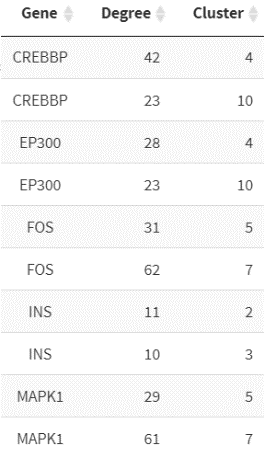 Gene Degree Cluster
CREBBP 42 4
CREBBP 23 10
EP300 28 4
EP300 23 10
FOS 31 5
FOS 62 7
INS 11 2
INS 10 3
MAPK1 29 5
MAPK1 61 7